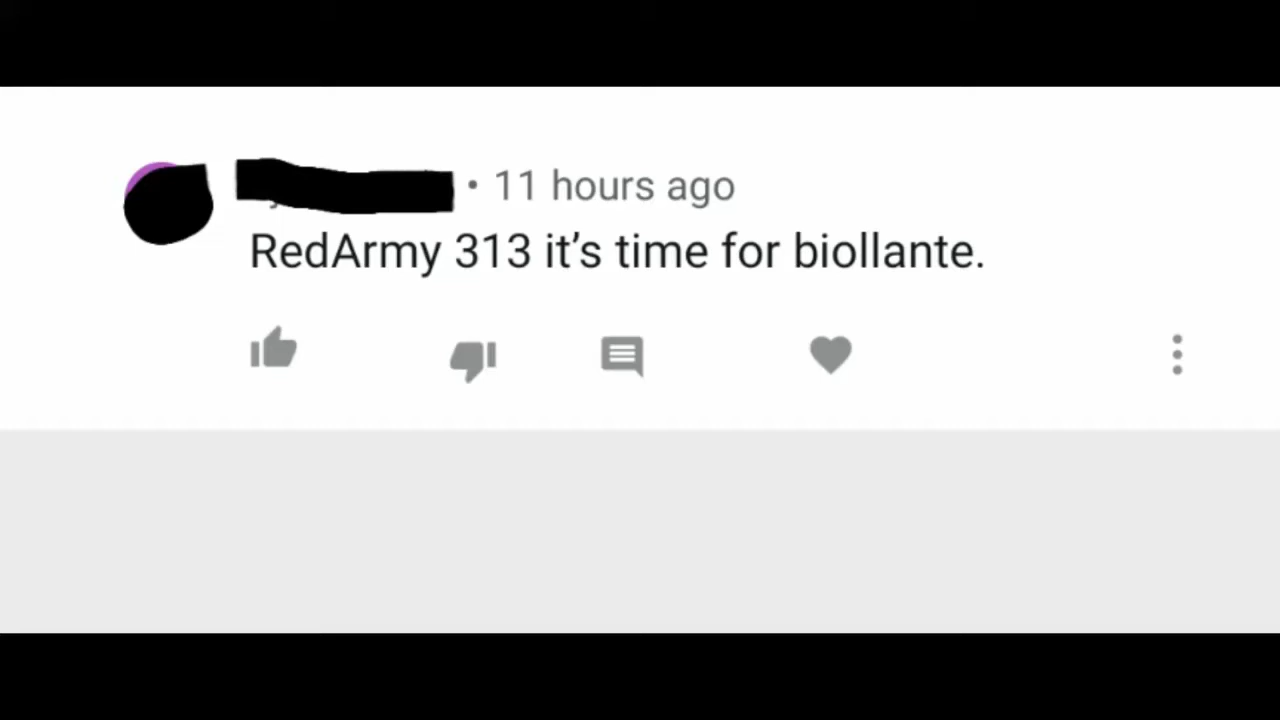 • 11 hours ago
RedArmy 313 it’s time for biollante.